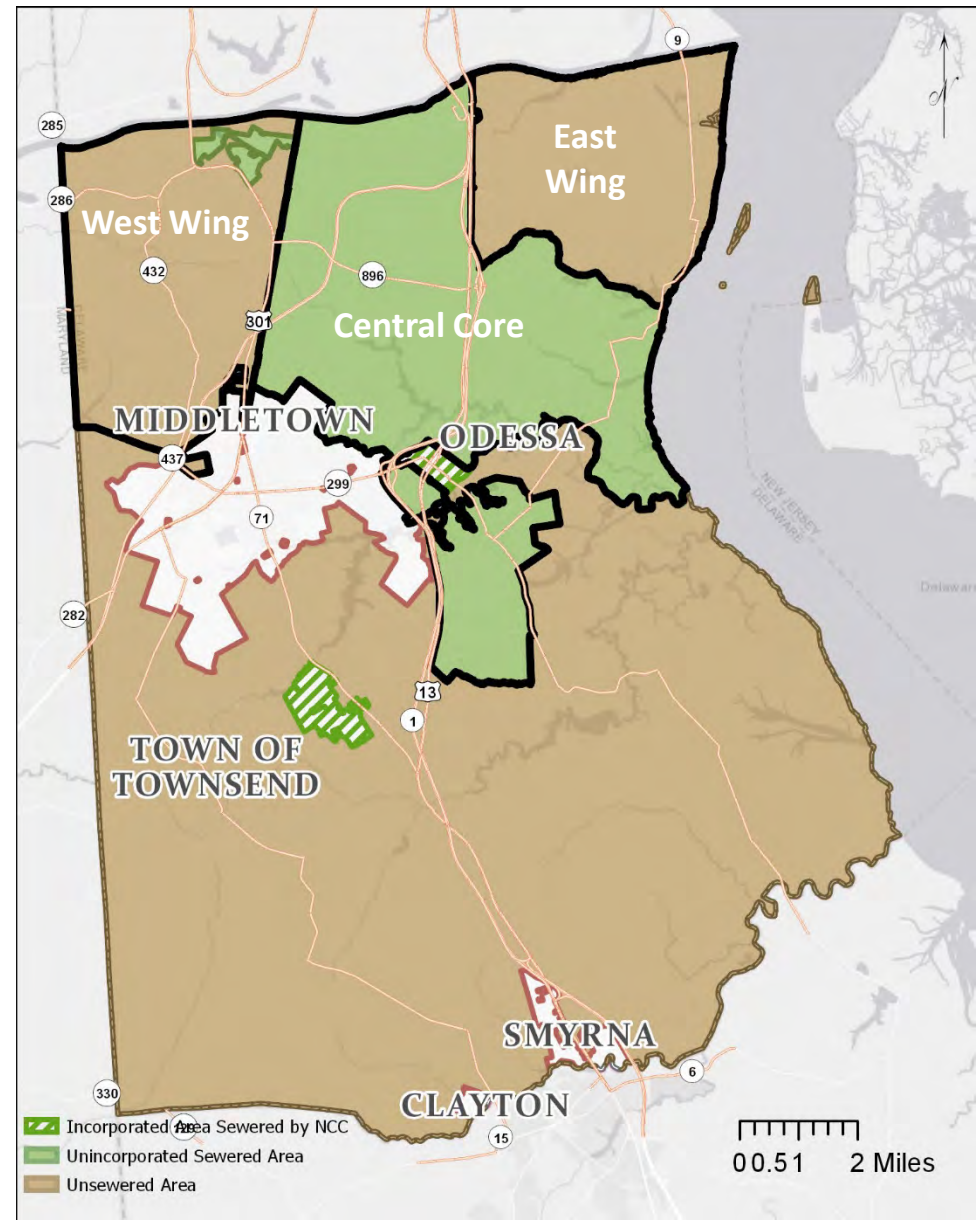 9
N
285
East
Wing
286
West Wing
432
896
301
Central Core
MARYLAND
MIDDLETOWN
ODESSA
437
299
71
NEW JERSEY
DELAWARE
Delaware
282
13
1
TOWN OF
TOWNSEND
SMYRNA
6
330
CLAYTON
15
Incorporated Area Sewered by NCC
Unincorporated Sewered Area
Unsewered Area
0 0.5 1 2 Miles